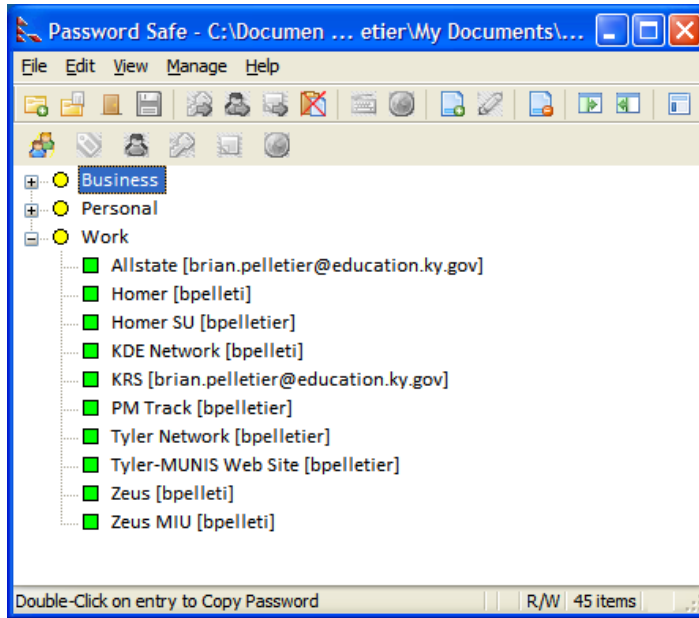 Password Safe - C:\Documen ... etier\My Documents\...
File Edit View Manage Help
Business
Personal
Work
Allstate [brian.pelletier@education.ky.gov]
Homer [bpelleti]
Homer SU [bpelletier]
KDE Network [bpelleti]
KRS [brian.pelletier@education.ky.gov]
PM Track [bpelletier]
Tyler Network [bpelletier]
Tyler-MUNIS Web Site [bpelletier]
Zeus [bpelleti]
Zeus MIU [bpelleti]
Double-Click on entry to Copy Password R/W 45 items